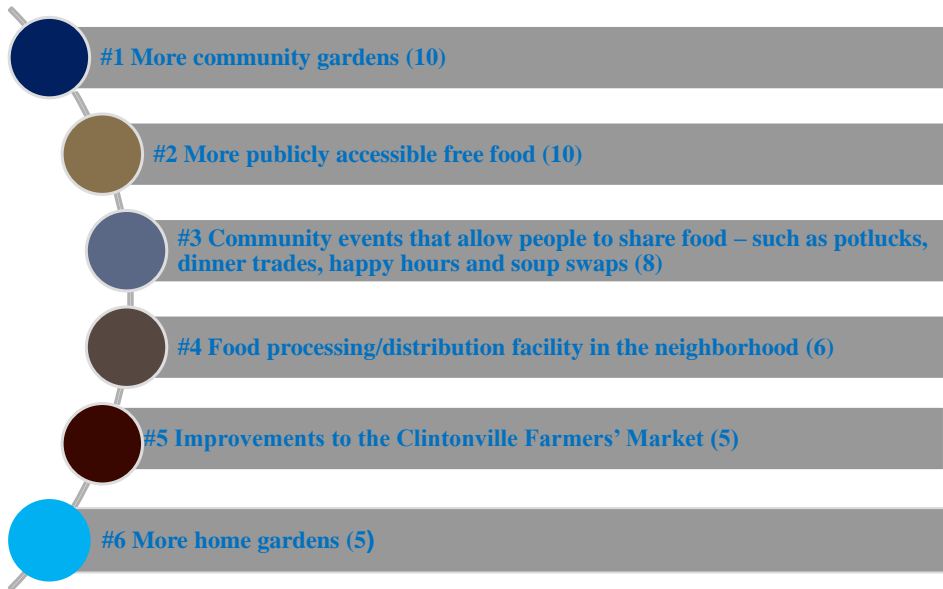 #1 More community gardens (10)
#2 More publicly accessible free food (10)
#3 Community events that allow people to share food – such as potlucks,
dinner trades, happy hours and soup swaps (8)
#4 Food processing/distribution facility in the neighborhood (6)
#5 Improvements to the Clintonville Farmers’ Market (5)
#6 More home gardens (5)